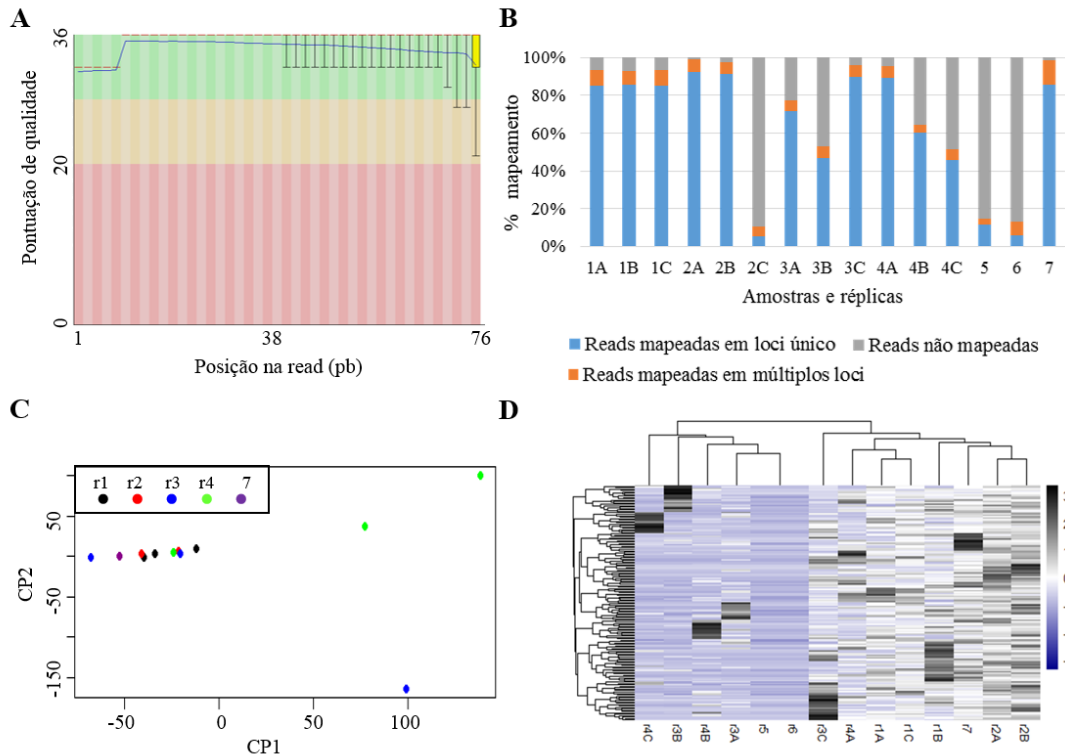 A
36
20
0
Pontuação de qualidade
1
38
76
Posição na read (pb)
B
100%
80%
60%
40%
20%
0%
% mapeamento
1A 1B 1C 2A 2B 2C 3A 3B 3C 4A 4B 4C 5 6 7
Amostras e réplicas
Reads mapeadas em loci único
Reads não mapeadas
Reads mapeadas em múltiplos loci
C
r1 r2 r3 r4 7
50
-50
-150
CP2
-50 0 50 100
CP1
D
r4C r3B r4B r3A r5 r6 r3C r4A r1A r1C r1B r7 r2A r2B